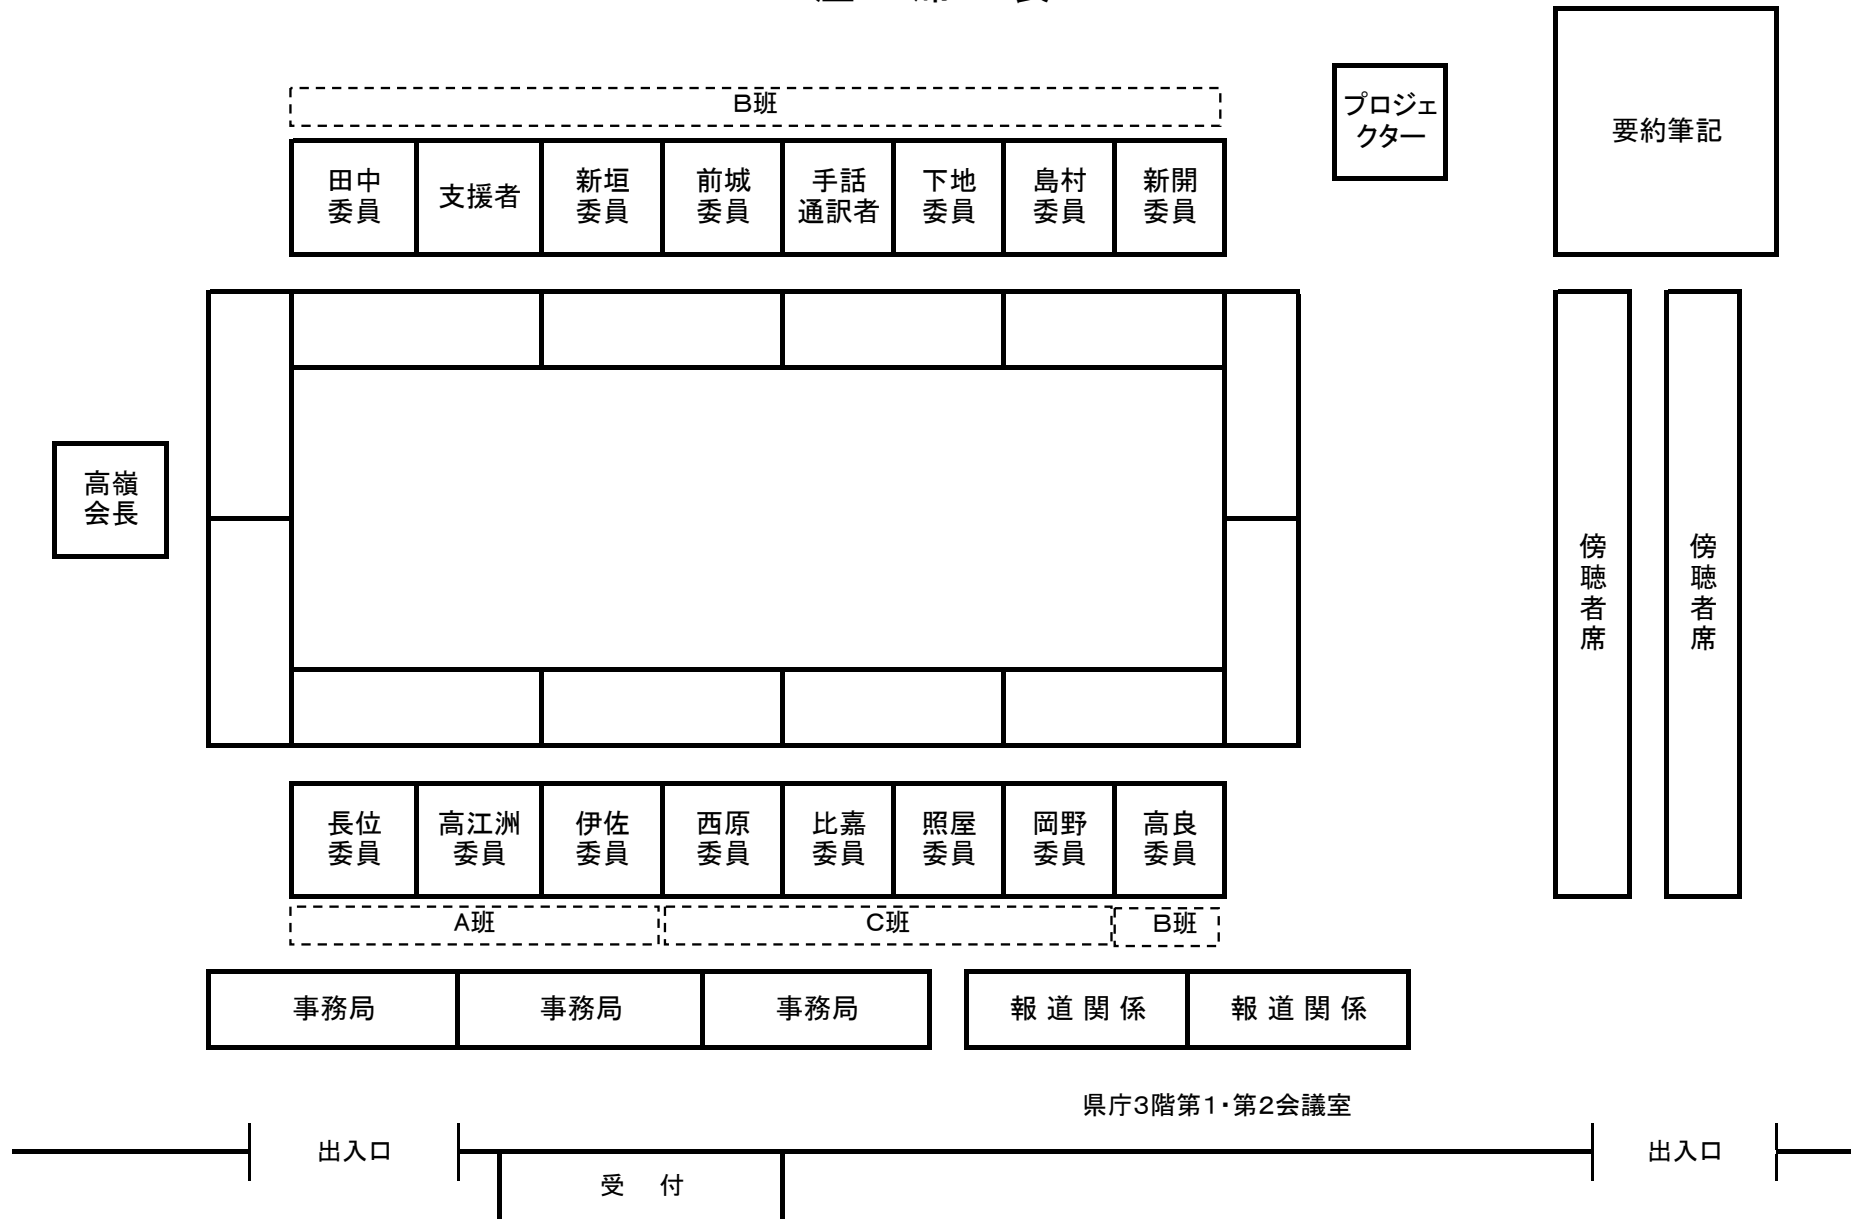 B班
プロジェ
クター
要約筆記
田中
委員
支援者
新垣
委員
前城
委員
手話
通訳者
下地
委員
島村
委員
新開
委員
高嶺
会長
傍聴者席
傍聴者席
長位
委員
高江洲
委員
伊佐
委員
西原
委員
比嘉
委員
照屋
委員
岡野
委員
高良
委員
A班
C班
B班
事務局
事務局
事務局
報 道 関 係
報 道 関 係
県庁3階第1・第2会議室
出入口
出入口
受　付